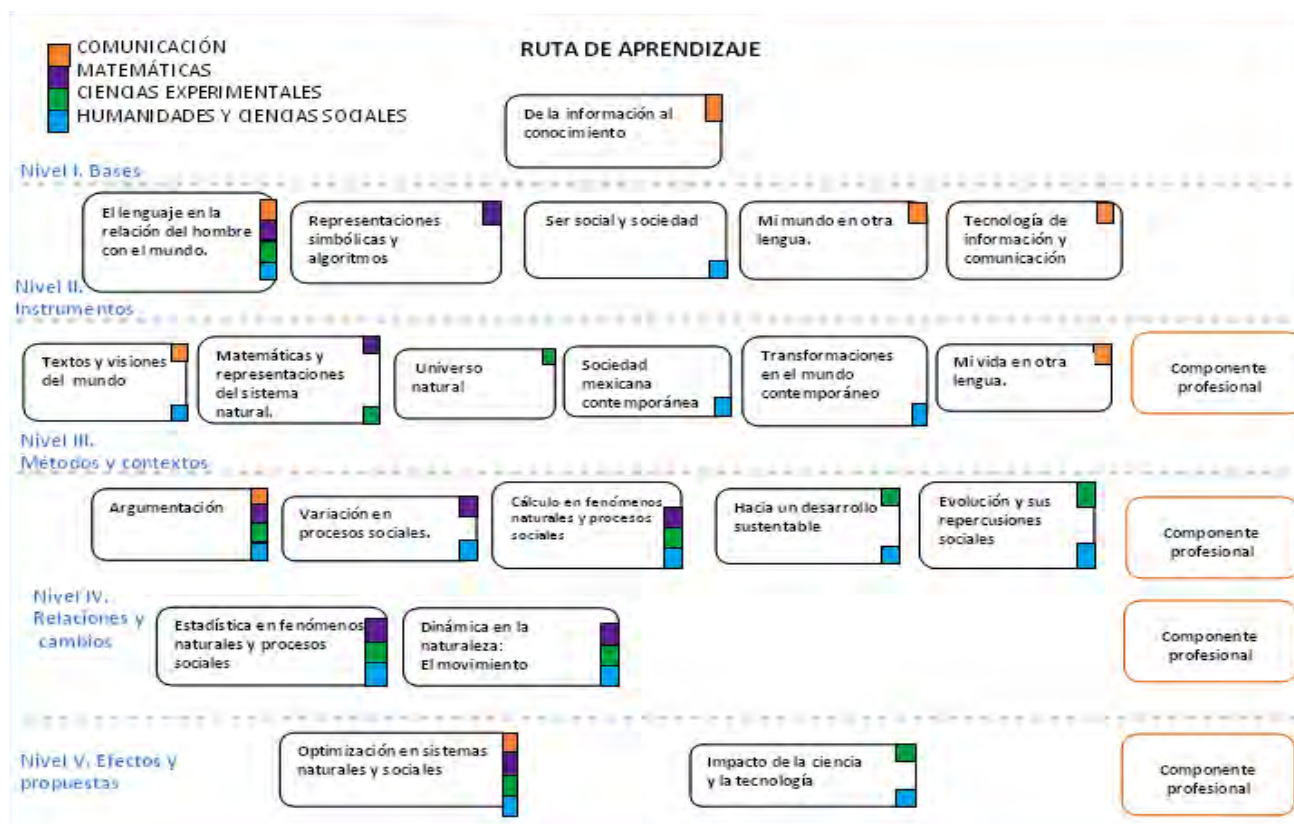 COMUNICACIÓN
MATEMÁTICAS
CIENCIAS EXPERIMENTALES
HUMANIDADES Y CIENCIAS SOCIALES
RUTA DE APRENDIZAJE
De la información al
conocimiento
Nivel I. Bases
El lenguaje en la
relación del hombre
con el mundo.
Representaciones
simbólicas y
algoritmos
Ser social y sociedad
Mi mundo en otra
lengua.
Tecnología de
información y
comunicación
Nivel II.
Instrumentos
Textos y visiones
del mundo
Matemáticas y
representaciones
del sistema
natural.
Universo
natural
Sociedad
mexicana
contemporánea
Transformaciones
en el mundo
contemporáneo
Mi vida en otra
lengua.
Componente
profesional
Nivel III.
Métodos y contextos
Argumentación
Variación en
procesos sociales.
Cálculo en fenómenos
naturales y procesos
sociales
Hacia un desarrollo
sustentable
Evolución y sus
repercusiones
sociales
Componente
profesional
Nivel IV.
Relaciones y
cambios
Estadística en fenómenos
naturales y procesos
sociales
Dinámica en la
naturaleza:
El movimiento
Componente
profesional
Nivel V. Efectos y
propuestas
Optimización en sistemas
naturales y sociales
Impacto de la ciencia
y la tecnología
Componente
profesional